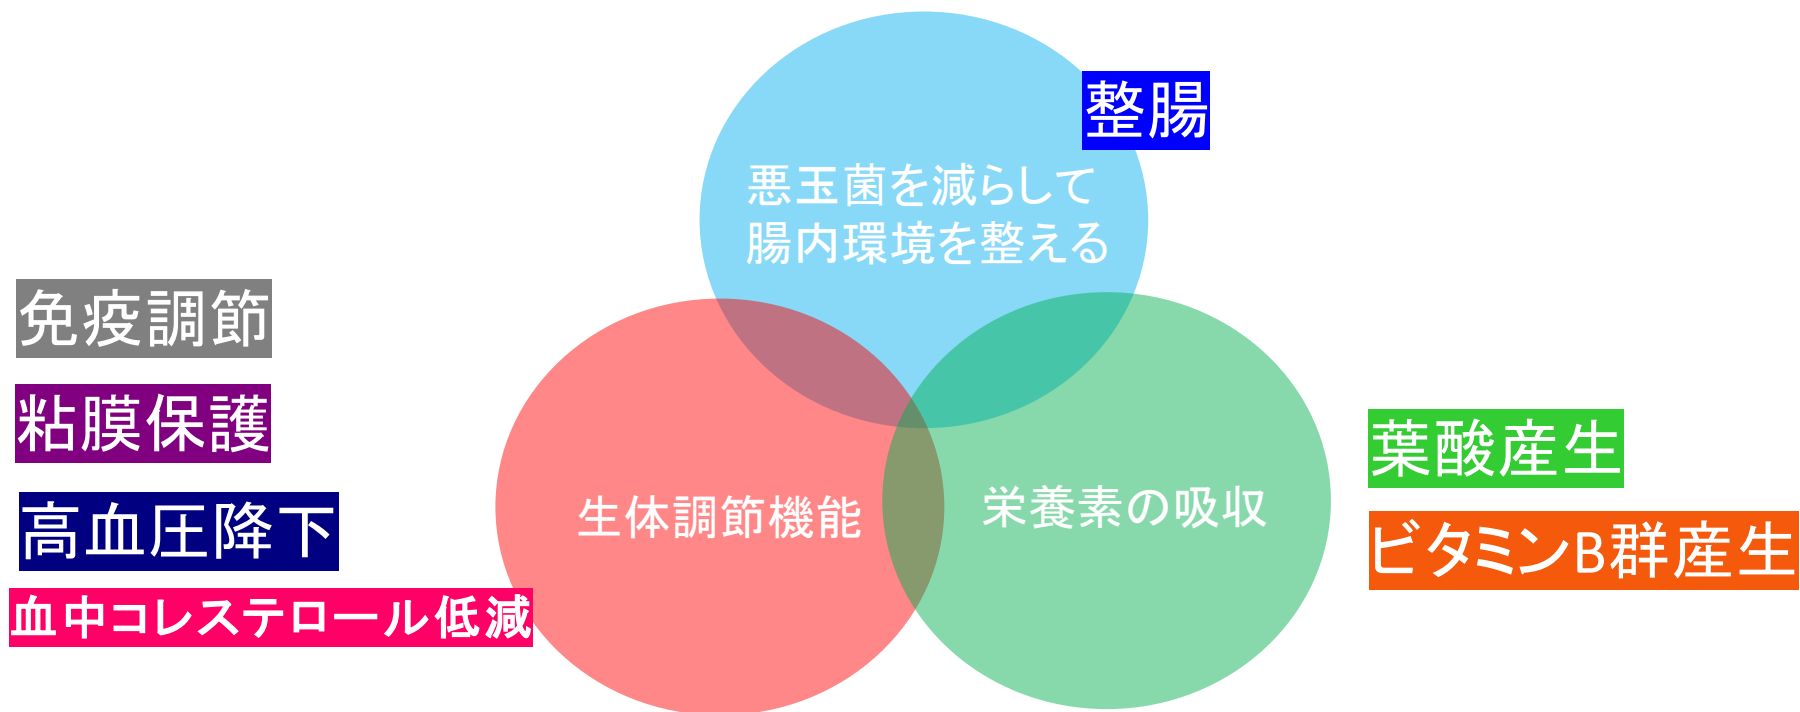 整腸
悪玉菌を減らして
腸内環境を整える
免疫調節
粘膜保護
高血圧降下
血中コレステロール低減
生体調節機能
栄養素の吸収
葉酸産生
ビタミンB群産生